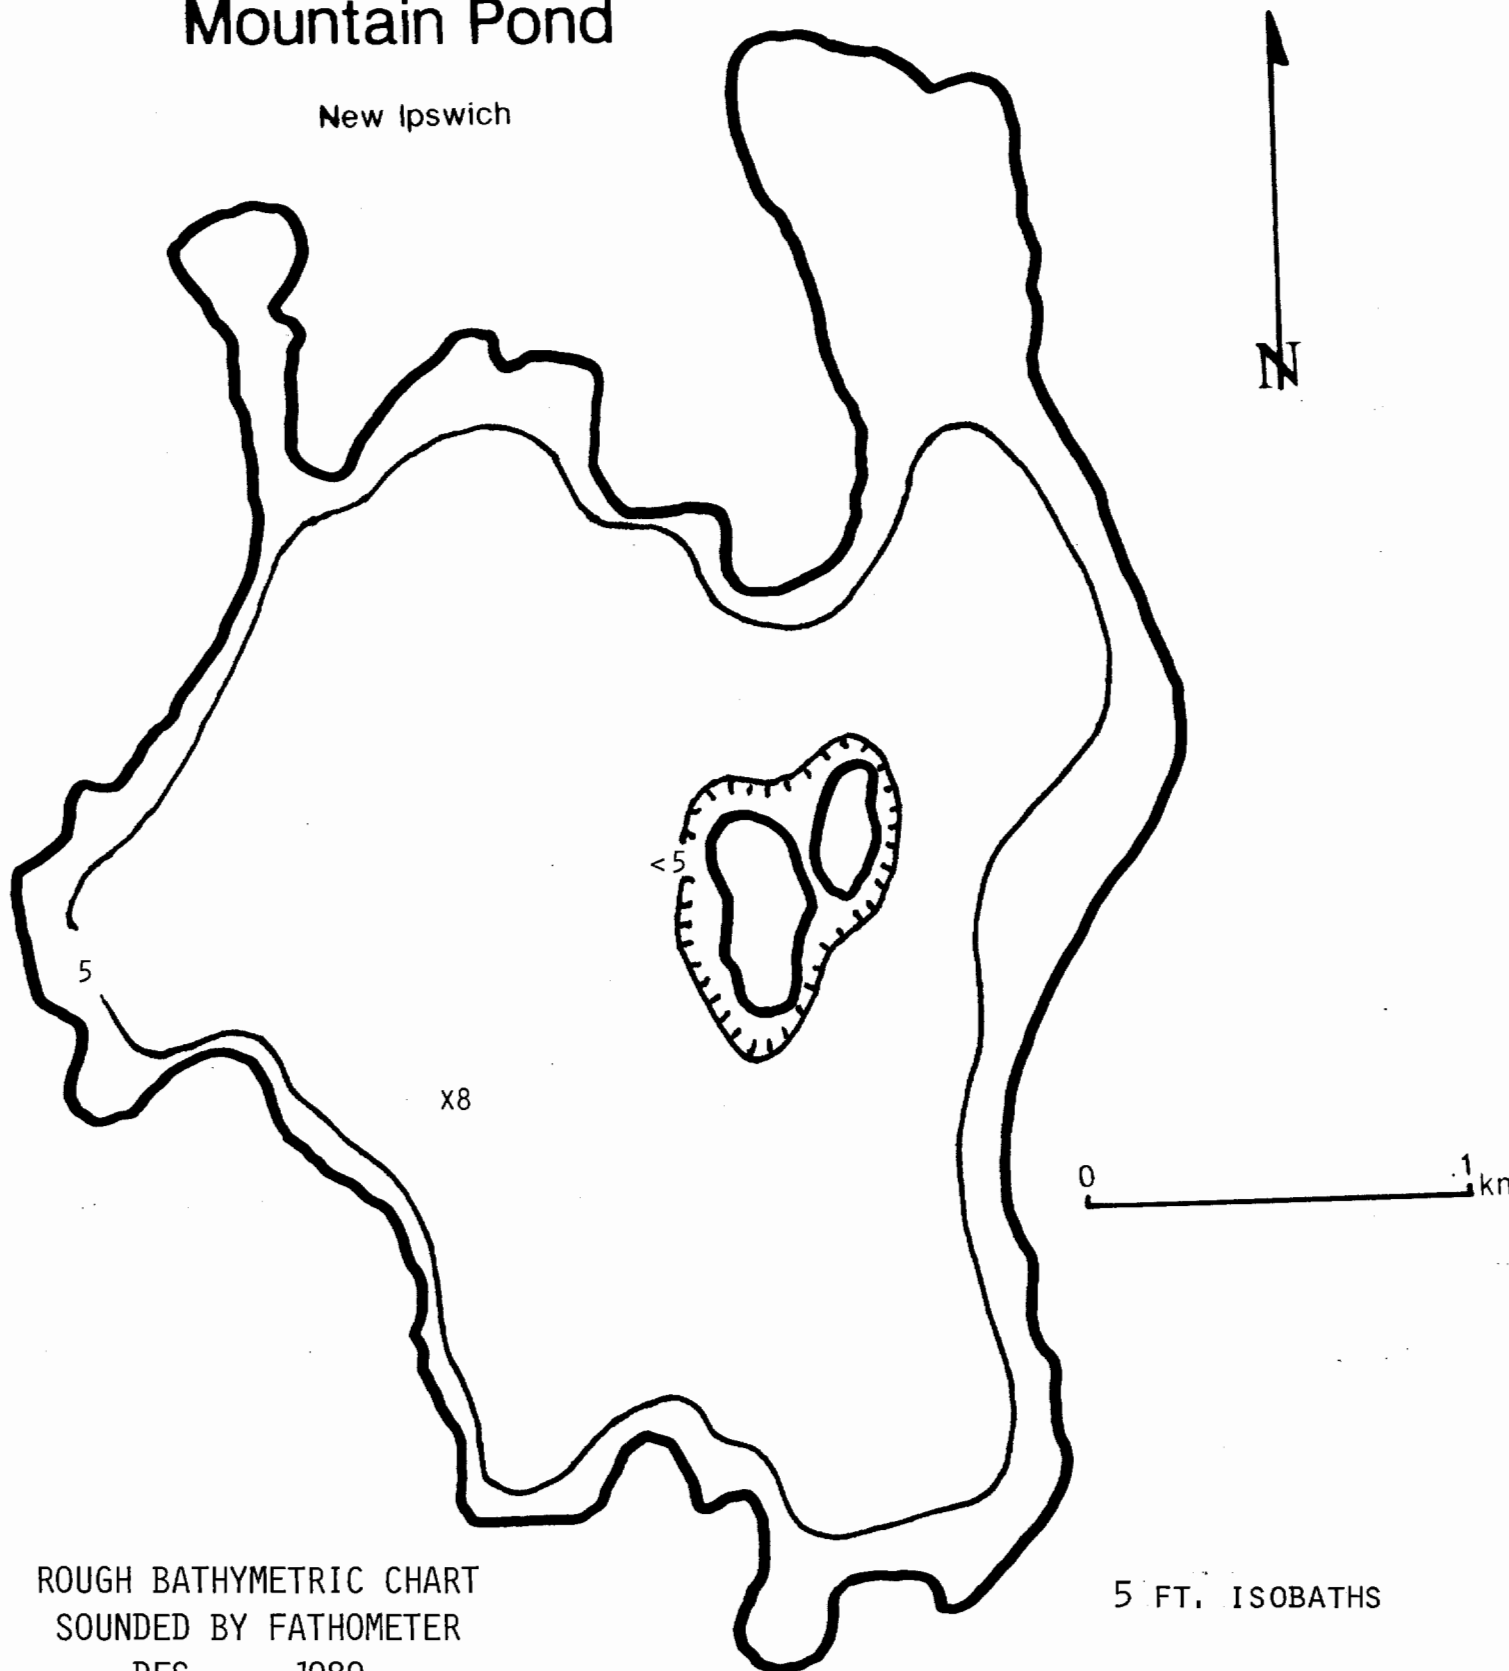 Mountain Pond
New Ipswich
N
<5
5
X8
0
.1
ROUGH BATHYMETRIC CHART
SOUNDED BY FATHOMETER
5 FT. ISOBATHS